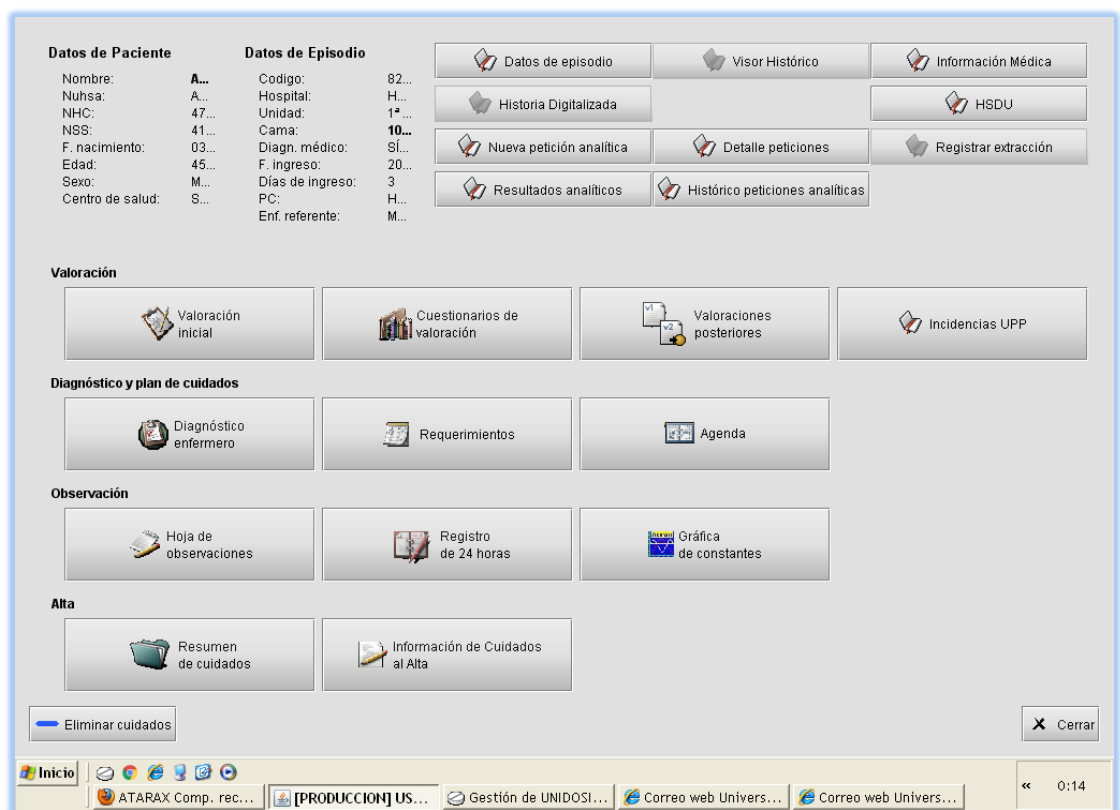 Datos de Paciente
Nombre: A...
Nuhsa: A...
NHC: 47...
NSS: 41...
F. nacimiento: 03...
Edad: 45...
Sexo: M...
Centro de salud: S...
Datos de Episodio
Codigo: 82...
Hospital: H...
Unidad: 1ª ...
Cama: 10...
Diagn. médico: SÍ...
F. ingreso: 20...
Días de ingreso: 3
PC: H...
Enf. referente: M...
Datos de episodio
Visor Histórico
Información Médica
Historia Digitalizada
HSDU
Nueva petición analítica
Detalle peticiones
Registrar extracción
Resultados analíticos
Histórico peticiones analíticas
Valoración
Valoración
inicial
Cuestionarios de
valoración
v1
v2
Valoraciones
posteriores
Incidencias UPP
Diagnóstico y plan de cuidados
Diagnóstico
enfermero
Requerimientos
Agenda
Observación
Hoja de
observaciones
Registro
de 24 horas
Gráfica
de constantes
Alta
Resumen
de cuidados
Información de Cuidados
al Alta
Eliminar cuidados
X Cerrar
Inicio
ATARAX Comp. rec...
[PRODUCCION] US...
Gestión de UNIDOSI...
Correo web Univers...
Correo web Univers...
« 0:14